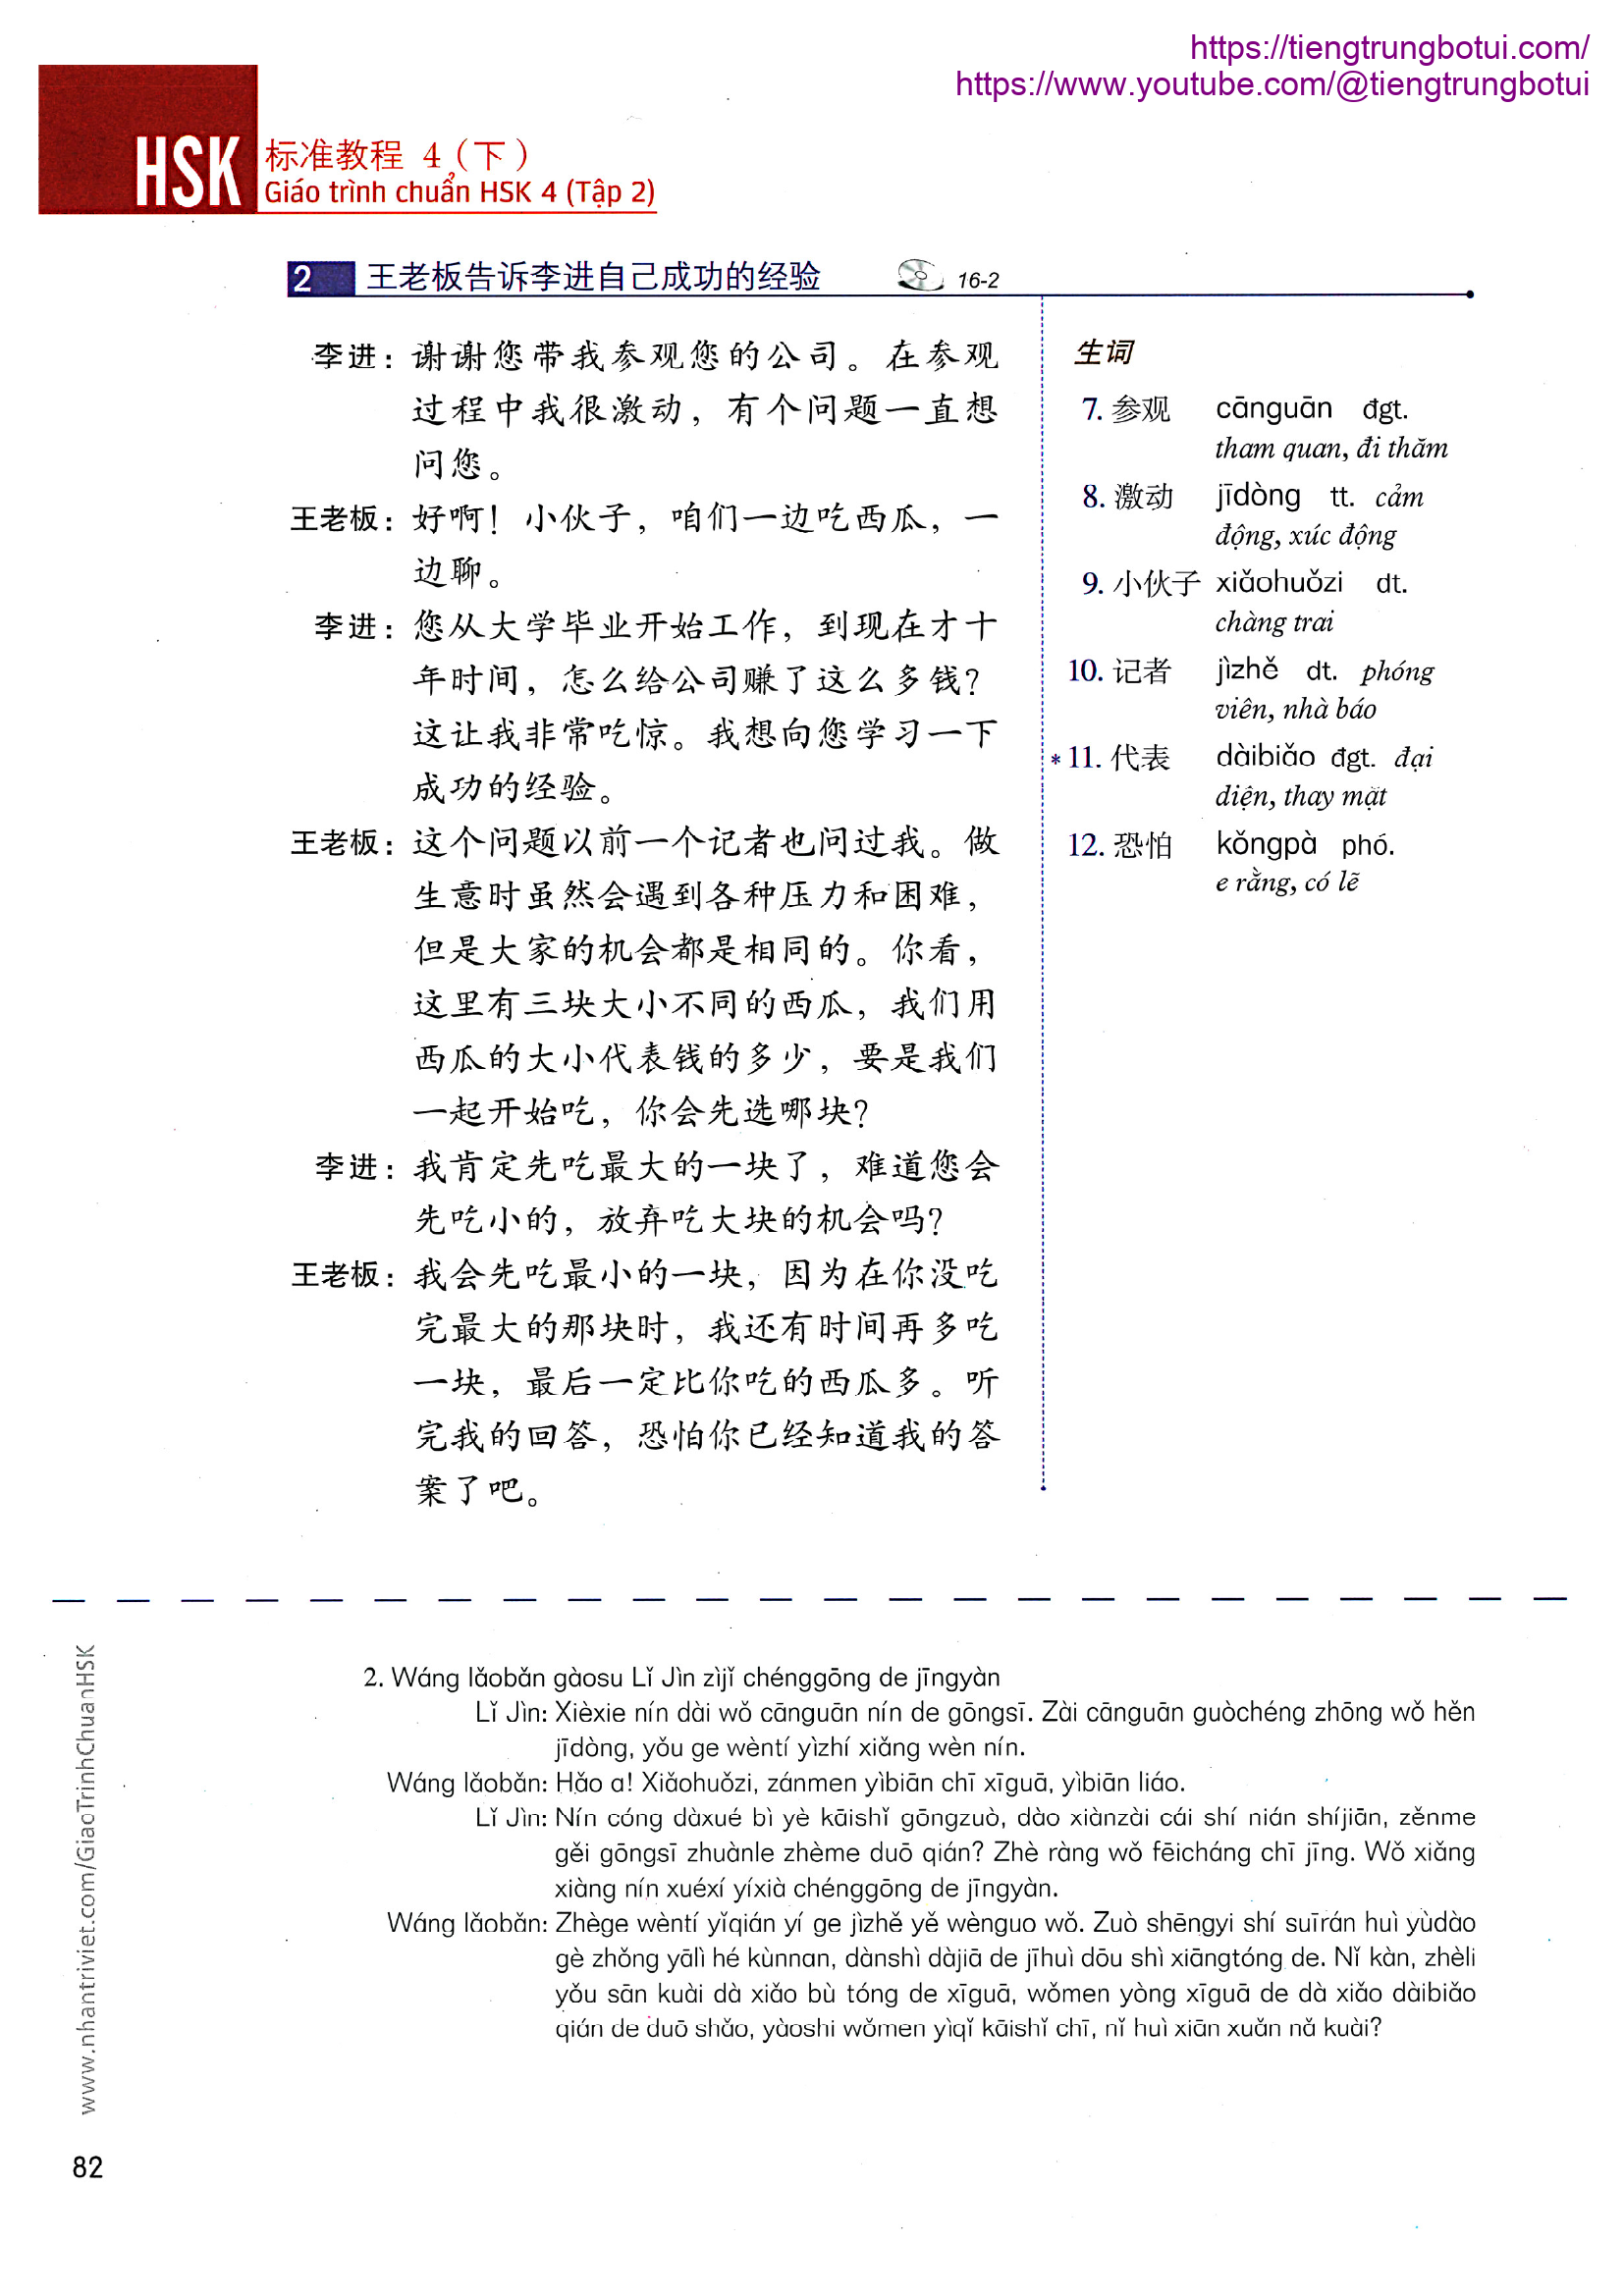 https://tiengtrungbotui.com/
https://www.youtube.com/@tiengtrungbotui
HSK 标准教程 4（下）
Giáo trình chuẩn HSK 4 (Tập 2)
2 王老板告诉李进自己成功的经验 16-2
李进：谢谢您带我参观您的公司。在参观
过程中我很激动，有个问题一直想
问您。
王老板：好啊！小伙子，咱们一边吃西瓜，一
边聊。
李进：您从大学毕业开始工作，到现在才十
年时间，怎么给公司赚了这么多钱？
这让我非常吃惊。我想向您学习一下
成功的经验。
王老板：这个问题以前一个记者也问过我。做
生意时虽然会遇到各种压力和困难，
但是大家的机会都是相同的。你看，
这里有三块大小不同的西瓜，我们用
西瓜的大小代表钱的多少，要是我们
一起开始吃，你会先选哪块？
李进：我肯定先吃最大的一块了，难道您会
先吃小的，放弃吃大块的机会吗？
王老板：我会先吃最小的一块，因为在你没吃
完最大的那块时，我还有时间再多吃
一块，最后一定比你吃的西瓜多。听
完我的回答，恐怕你已经知道我的答
案了吧。
生词
7. 参观 cānguān đgt.
tham quan, đi thăm
8. 激动 jīdòng tt. cảm
động, xúc động
9. 小伙子 xiǎohuǒzi dt.
chàng trai
10. 记者 jìzhě dt. phóng
viên, nhà báo
* 11. 代表 dàibiǎo đgt. đại
diện, thay mặt
12. 恐怕 kǒngpà phó.
e rằng, có lẽ
2. Wáng lǎobǎn gàosu Lǐ Jìn zìjǐ chénggōng de jīngyàn
Lǐ Jìn: Xièxie nín dài wǒ cānguān nín de gōngsī. Zài cānguān guòchéng zhōng wǒ hěn
jīdòng, yǒu ge wèntí yìzhí xiǎng wèn nín.
Wáng lǎobǎn: Hǎo a! Xiǎohuǒzi, zánmen yìbiān chī xīguā, yìbiān liáo.
Lǐ Jìn: Nín cóng dàxué bì yè kāishǐ gōngzuò, dào xiànzài cái shí nián shíjiān, zěnme
gěi gōngsī zhuànle zhème duō qián? Zhè ràng wǒ fēicháng chī jīng. Wǒ xiǎng
xiàng nín xuéxí yíxià chénggōng de jīngyàn.
Wáng lǎobǎn: Zhège wèntí yǐqián yí ge jìzhě yě wènguo wǒ. Zuò shēngyi shí suīrán huì yùdào
gè zhǒng yālì hé kùnnan, dànshì dàjiā de jīhuì dōu shì xiāngtóng de. Nǐ kàn, zhèli
yǒu sān kuài dà xiǎo bù tóng de xīguā, wǒmen yòng xīguā de dà xiǎo dàibiǎo
qián de duō shǎo, yàoshi wǒmen yìqǐ kāishǐ chī, nǐ huì xiān xuǎn nǎ kuài?
www.nhantriviet.com/GiaoTrinhChuanHSK
82